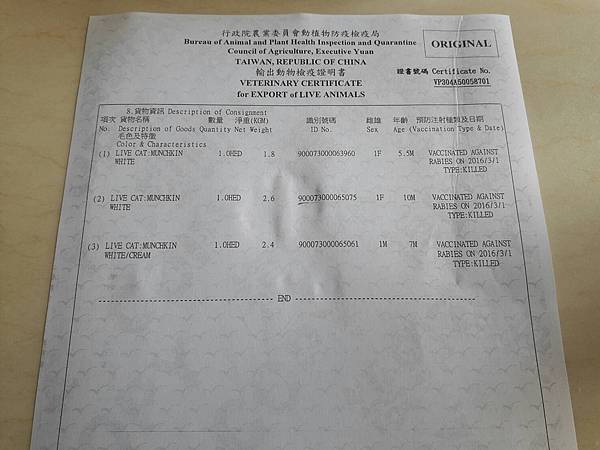 行政院農業委員會動植物防疫檢疫局
Bureau of Animal and Plant Health Inspection and Quarantine
Council of Agriculture, Executive Yuan
TAIWAN, REPUBLIC OF CHINA
輸出動物檢疫證明書
VETERINARY CERTIFICATE
for EXPORT of LIVE ANIMALS
ORIGINAL
證書號碼 Certificate No.
VP304A50058701
8.貨物資訊 Description of Consignment
項次 貨物名稱 數量 淨重(KGM) 識別號碼 雌雄 年齡 預防注射種類及日期
No. Description of Goods Quantity Net Weight ID No. Sex Age (Vaccination Type & Date)
毛色及特徵
Color & Characteristics
(1) LIVE CAT:MUNCHKIN 1.0HED 1.8 900073000063960 1F 5.5M VACCINATED AGAINST
WHITE RABIES ON 2016/3/1
TYPE:KILLED
(2) LIVE CAT:MUNCHKIN 1.0HED 2.6 900073000065075 1F 10M VACCINATED AGAINST
WHITE RABIES ON 2016/3/1
TYPE:KILLED
(3) LIVE CAT:MUNCHKIN 1.0HED 2.4 900073000065061 1M 7M VACCINATED AGAINST
WHITE/CREAM RABIES ON 2016/3/1
TYPE:KILLED
END